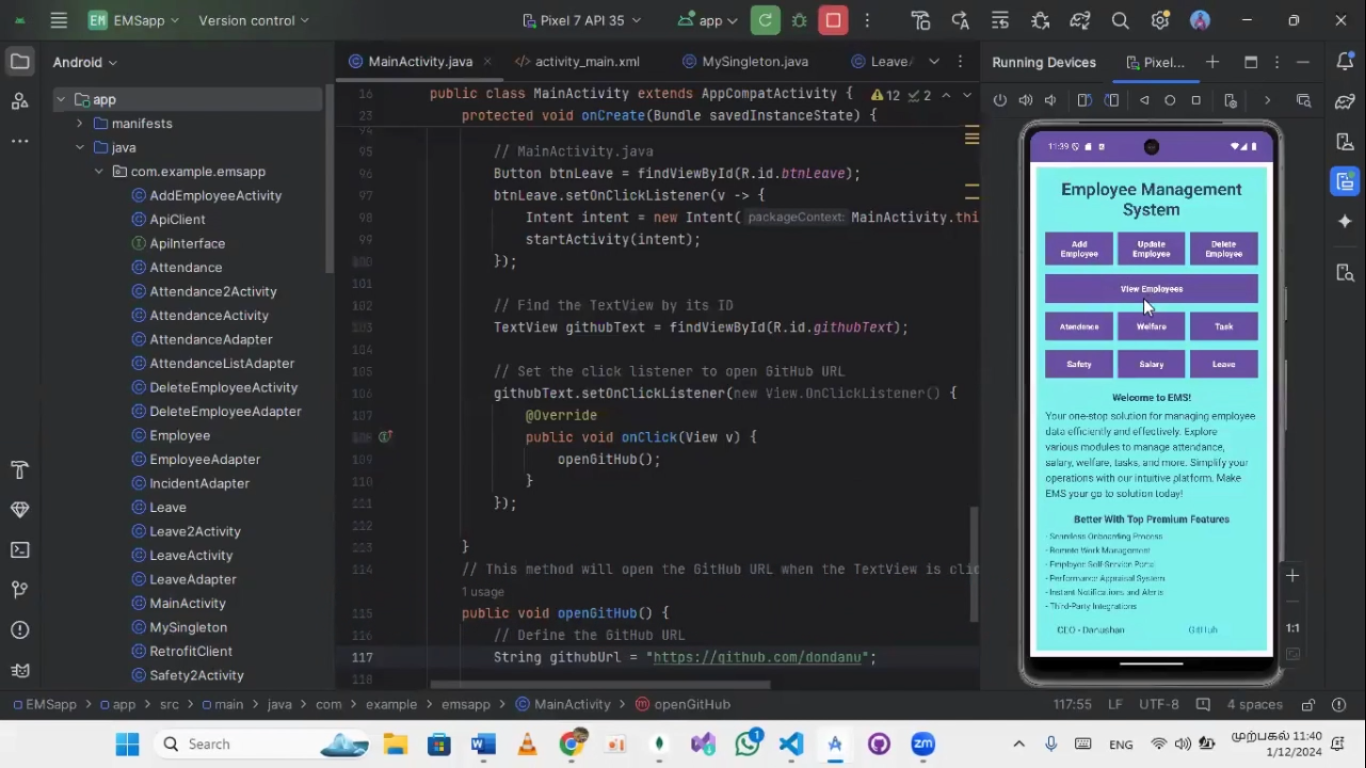 EM EMSapp
Version control
Pixel 7 API 35
app
Android
MainActivity.java
activity_main.xml
MySingleton.java
LeaveA
Running Devices
Pixel...
app
manifests
java
com.example.emsapp
AddEmployeeActivity
ApiClient
ApiInterface
Attendance
Attendance2Activity
AttendanceActivity
AttendanceAdapter
AttendanceListAdapter
DeleteEmployeeActivity
DeleteEmployeeAdapter
Employee
EmployeeAdapter
IncidentAdapter
Leave
Leave2Activity
LeaveActivity
LeaveAdapter
MainActivity
MySingleton
RetrofitClient
Safety2Activity
16 public class MainActivity extends AppCompatActivity { 12 2
23 protected void onCreate(Bundle savedInstanceState) {
94
95 // MainActivity.java
96 Button btnLeave = findViewById(R.id.btnLeave);
97 btnLeave.setOnClickListener(v -> {
98 Intent intent = new Intent( packageContext: MainActivity.thi
99 startActivity(intent);
100 });
101
102 // Find the TextView by its ID
103 TextView githubText = findViewById(R.id.githubText);
104
105 // Set the click listener to open GitHub URL
106 githubText.setOnClickListener(new View.OnClickListener() {
107 @Override
108 public void onClick(View v) {
109 openGitHub();
110 }
111 });
112
113 }
114 // This method will open the GitHub URL when the TextView is clic
1 usage
115 public void openGitHub() {
116 // Define the GitHub URL
117 String githubUrl = "https://github.com/dondanu";
118
11:39
Employee Management
System
Add
Employee
Update
Employee
Delete
Employee
View Employees
Atendence
Welfare
Task
Safety
Salary
Leave
Welcome to EMS!
Your one-stop solution for managing employee
data efficiently and effectively. Explore
various modules to manage attendance,
salary, welfare, tasks, and more. Simplify your
operations with our intuitive platform. Make
EMS your go to solution today!
Better With Top Premium Features
- Seamless Onboarding Process
- Remote Work Management
- Employee Self-Service Portal
- Performance Appraisal System
- Instant Notifications and Alerts
- Third-Party Integrations
CEO - Danushan
GitHub
1:1
EMSapp > app > src > main > java > com > example > emsapp > MainActivity > openGitHub
117:55 LF UTF-8 4 spaces
Search
1
zm
ENG
முற்பகல் 11:40
1/12/2024